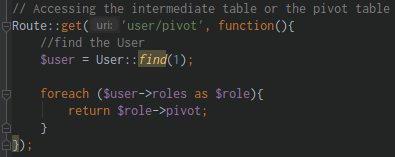 // Accessing the intermediate table or the pivot table
Route::get( uri: 'user/pivot', function(){
//find the User
$user = User::find(1);
foreach ($user->roles as $role){
return $role->pivot;
}
});